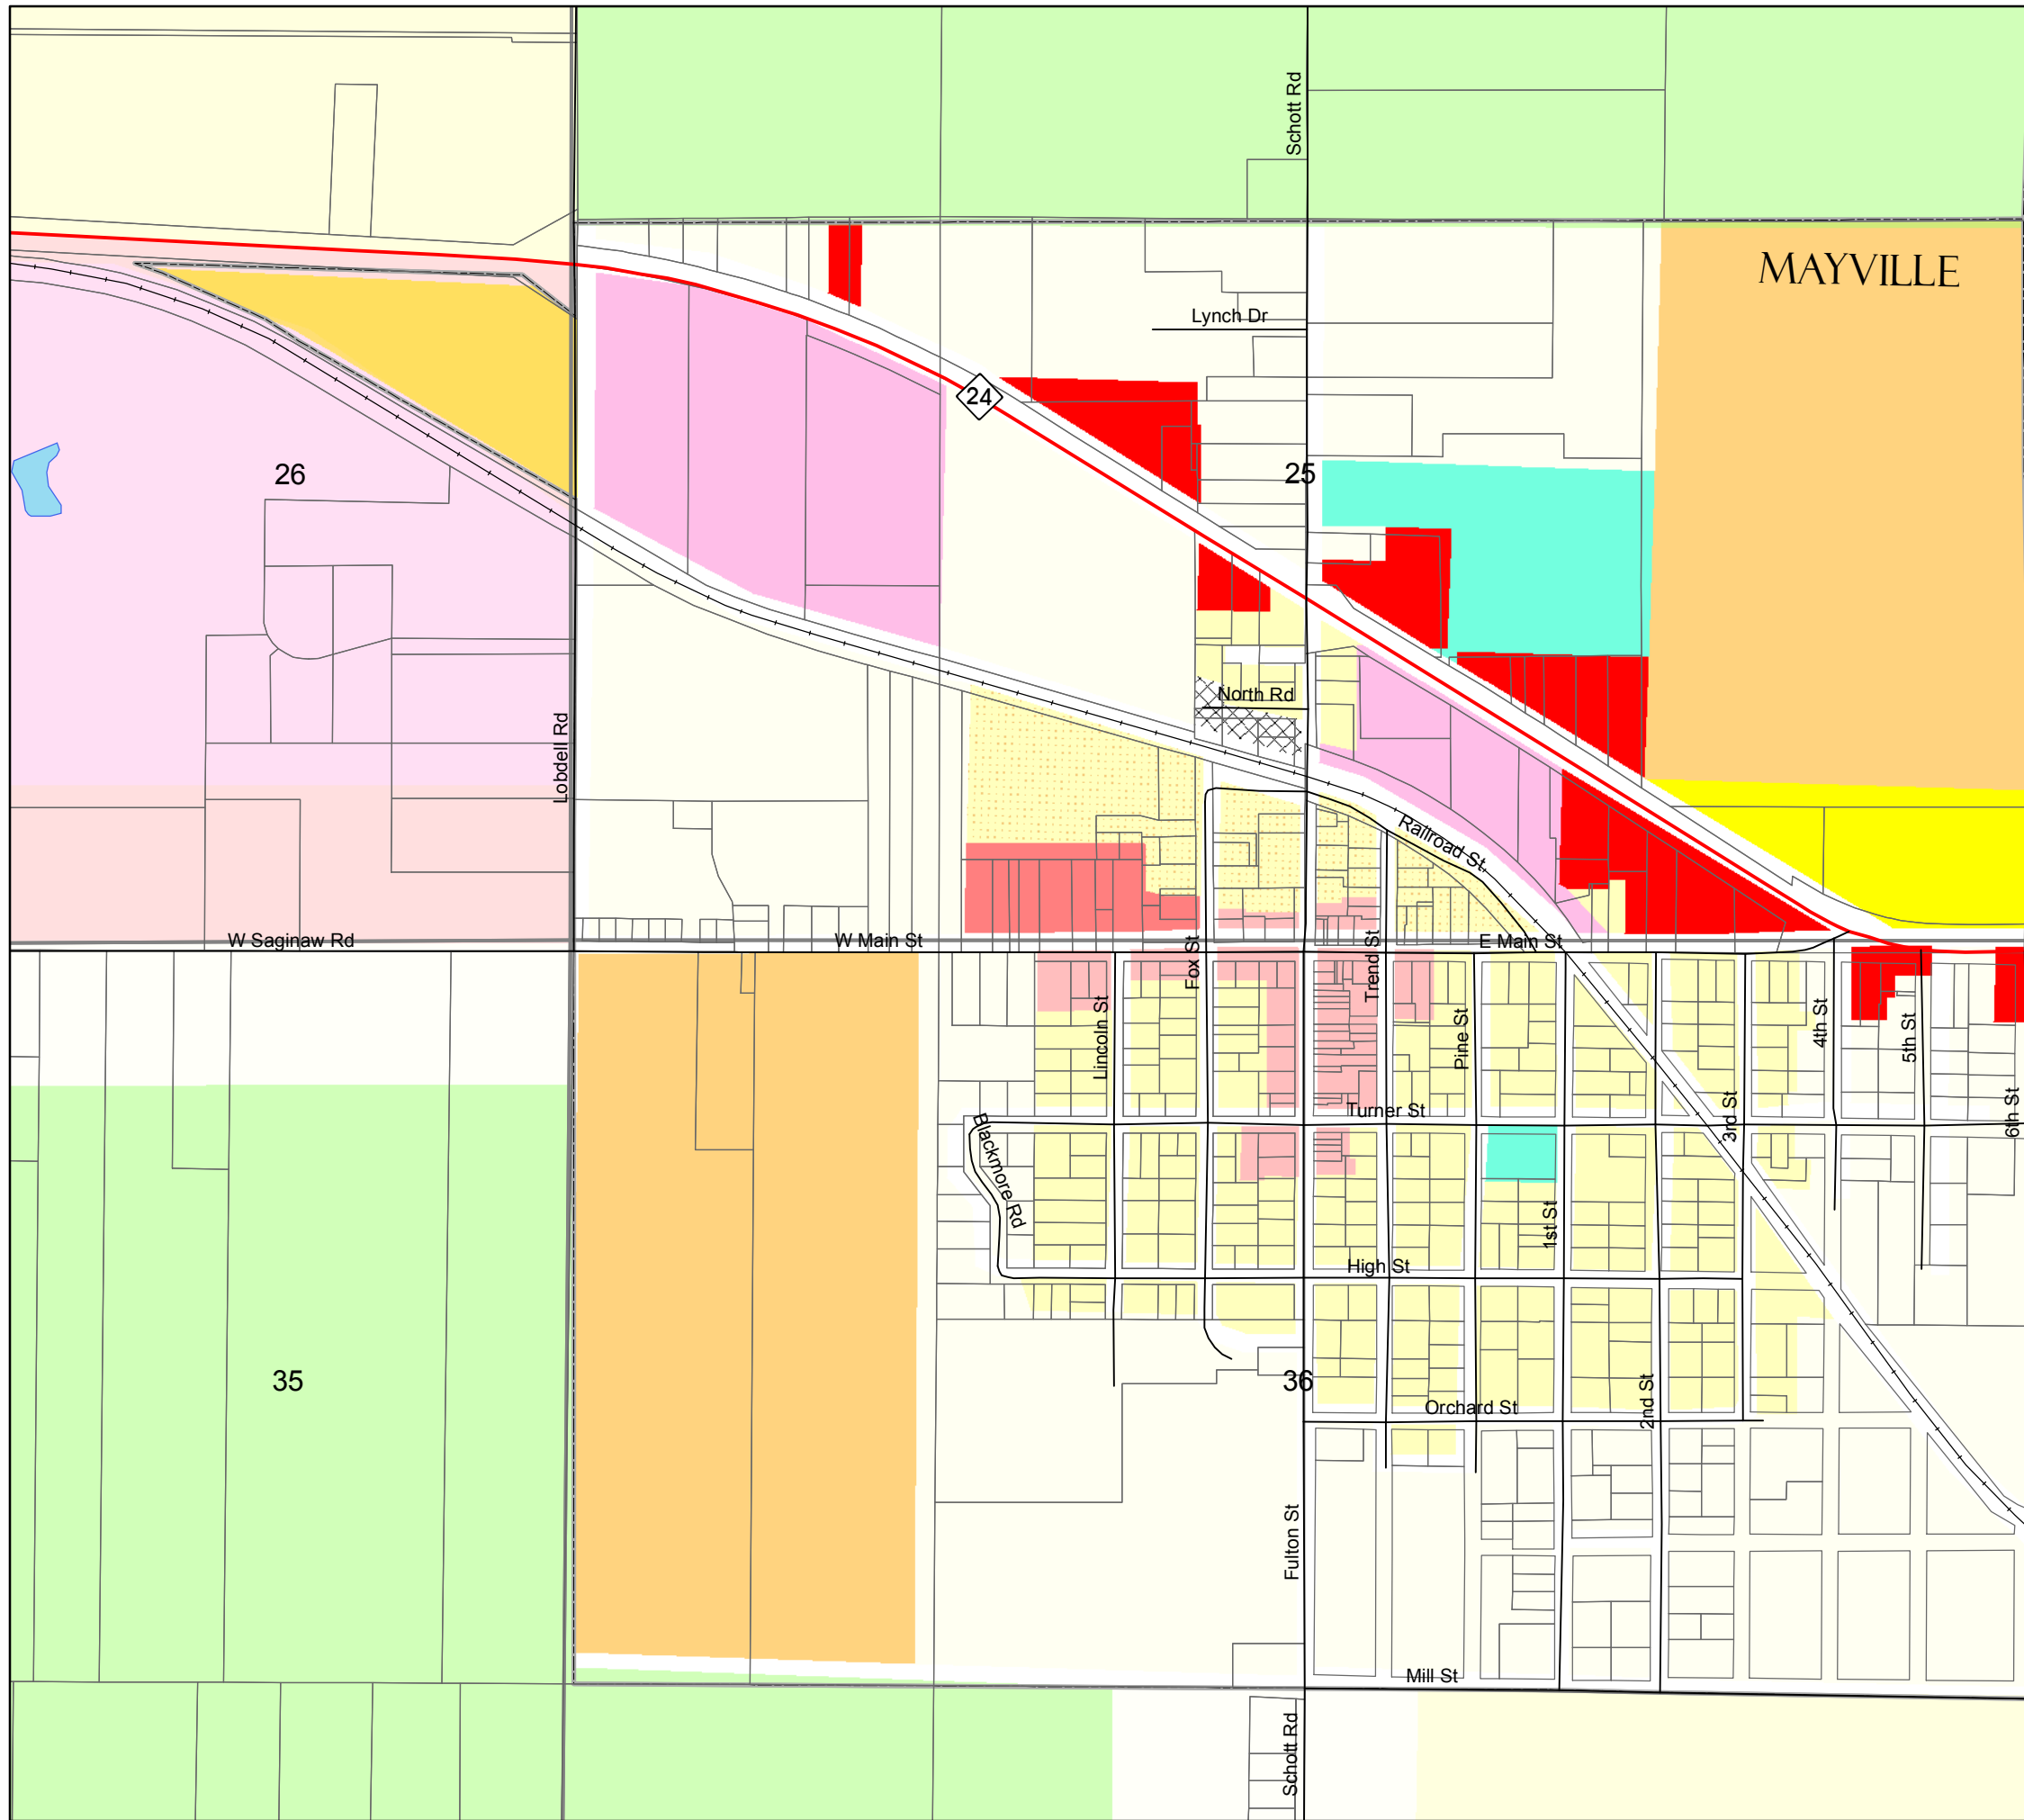 Schott Rd
MAYVILLE
Lynch Dr
24
26
25
North Rd
Lobdell Rd
Railroad St
W Saginaw Rd
W Main St
E Main St
Fox St
Trend St
Lincoln St
Pine St
4th St
5th St
6th St
Turner St
3rd St
Blackmore Rd
1st St
High St
35
36
Orchard St
2nd St
Fulton St
Mill St
Schott Rd